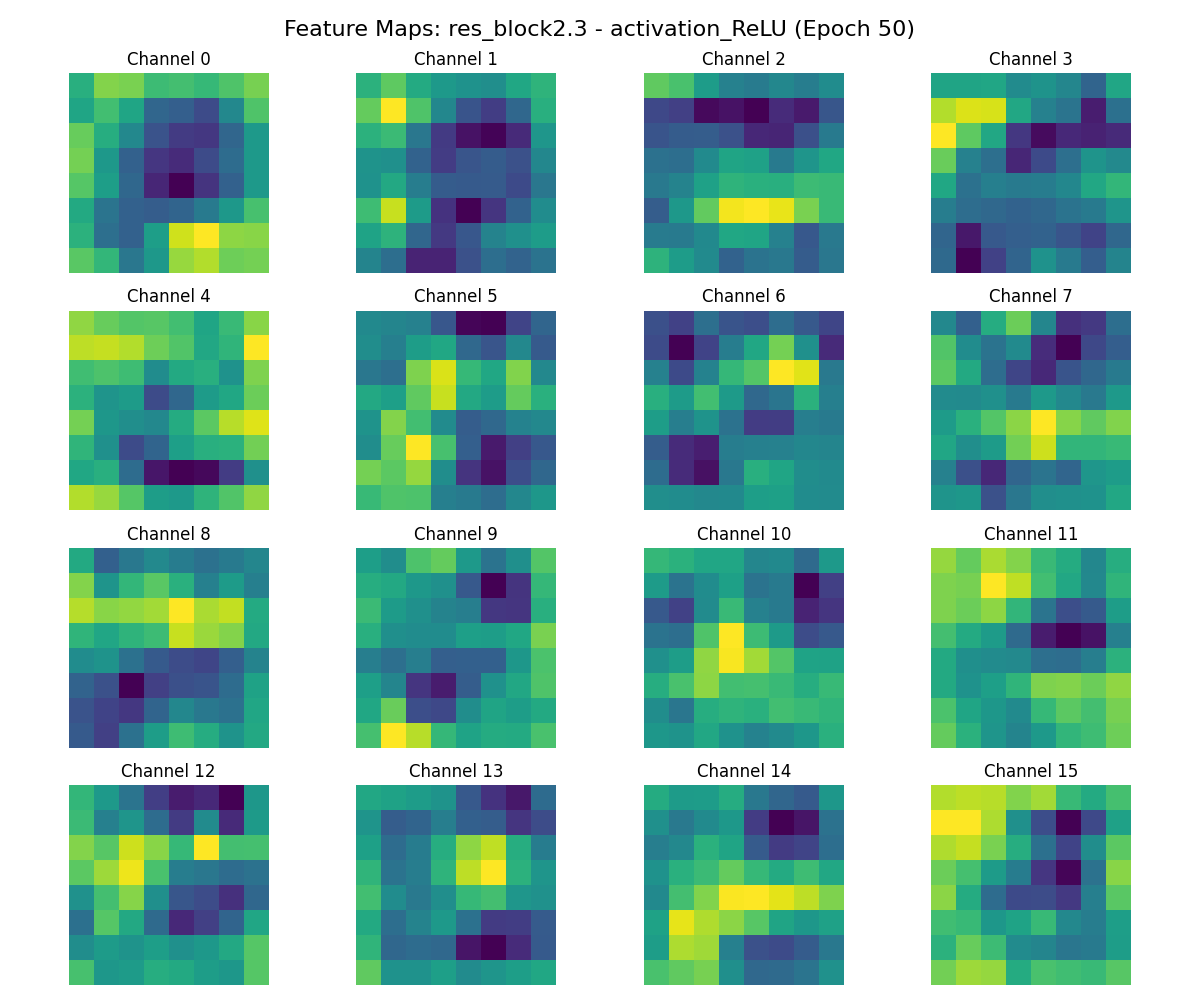 Feature Maps: res_block2.3 - activation_ReLU (Epoch 50)
Channel 0
Channel 1
Channel 2
Channel 3
Channel 4
Channel 5
Channel 6
Channel 7
Channel 8
Channel 9
Channel 10
Channel 11
Channel 12
Channel 13
Channel 14
Channel 15